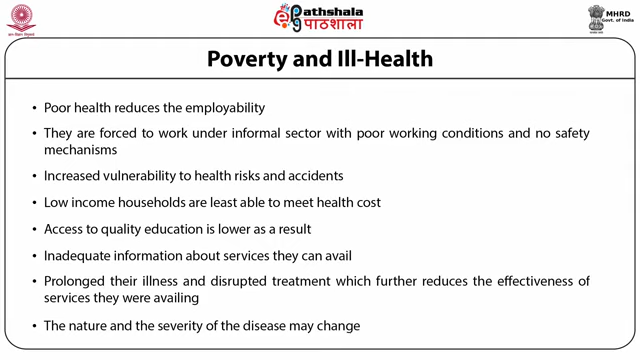 Pathshala
पाठशाला
MHRD
Govt. of India
Poverty and Ill-Health
• Poor health reduces the employability
• They are forced to work under informal sector with poor working conditions and no safety
mechanisms
• Increased vulnerability to health risks and accidents
• Low income households are least able to meet health cost
• Access to quality education is lower as a result
• Inadequate information about services they can avail
• Prolonged their illness and disrupted treatment which further reduces the effectiveness of
services they were availing
• The nature and the severity of the disease may change